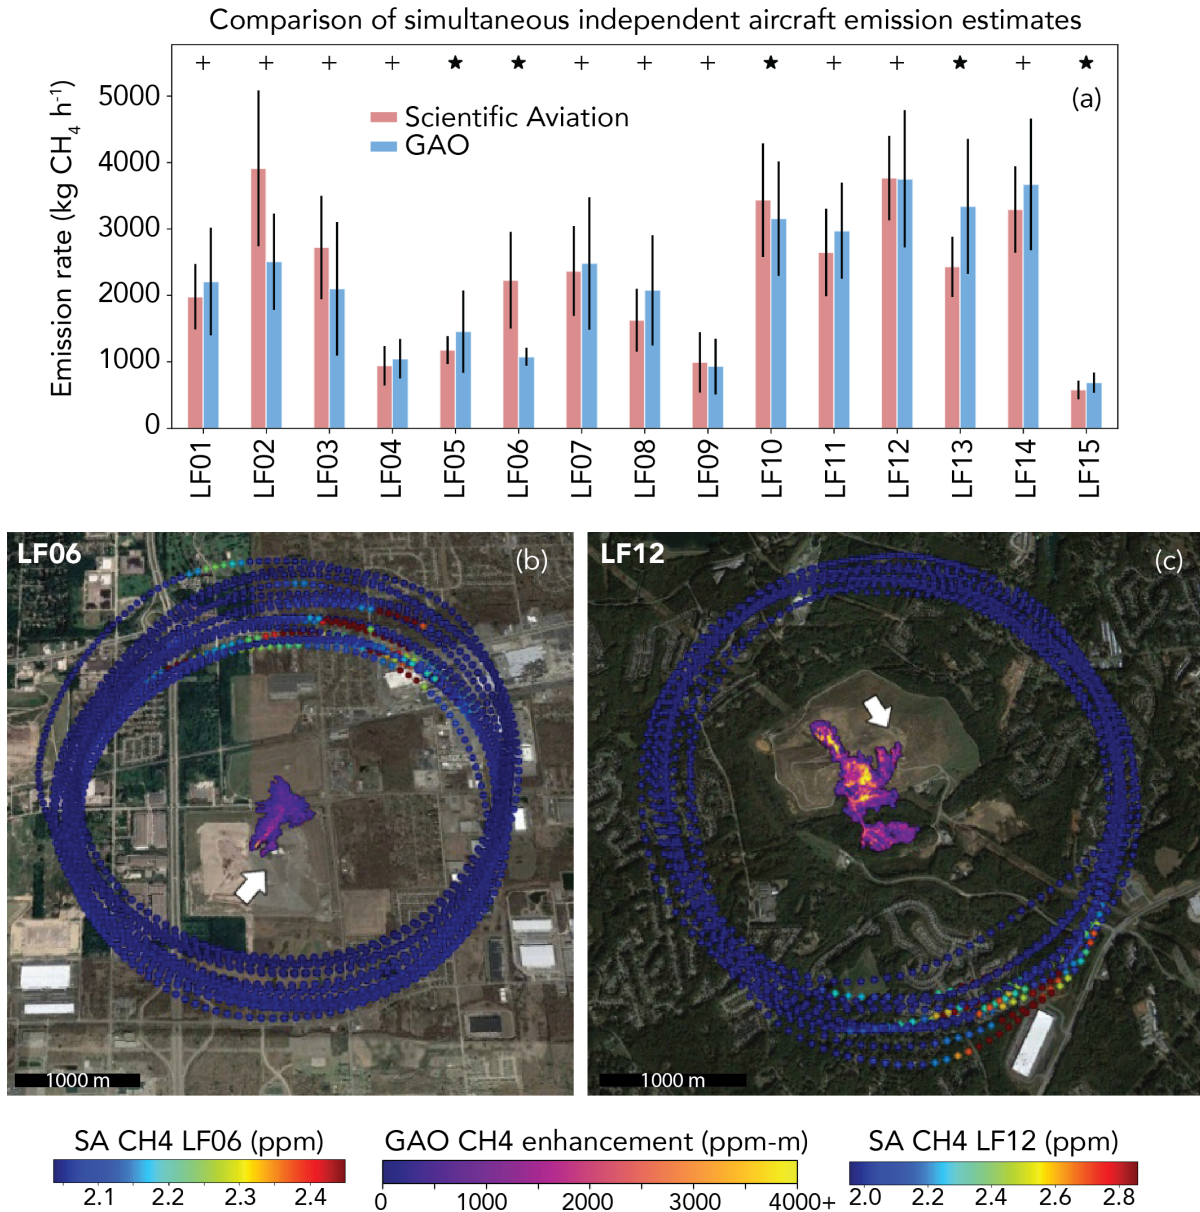 Comparison of simultaneous independent aircraft emission estimates
Emission rate (kg CH4 h-1)
5000
4000
3000
2000
1000
0
+ + + + ★ ★ + + + ★ + + ★ + ★
(a)
Scientific Aviation
GAO
LF01 LF02 LF03 LF04 LF05 LF06 LF07 LF08 LF09 LF10 LF11 LF12 LF13 LF14 LF15
LF06
(b)
1000 m
LF12
(c)
1000 m
SA CH4 LF06 (ppm)
2.1 2.2 2.3 2.4
GAO CH4 enhancement (ppm-m)
0 1000 2000 3000 4000+
SA CH4 LF12 (ppm)
2.0 2.2 2.4 2.6 2.8